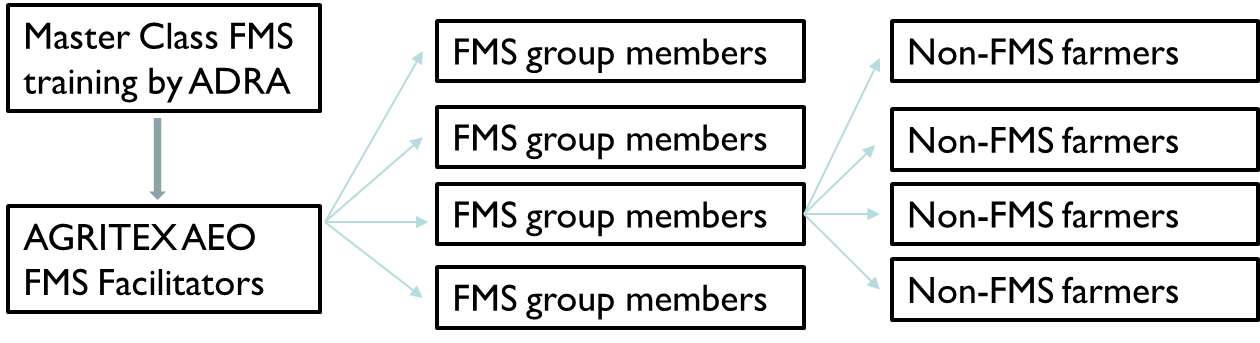 Master Class FMS
training by ADRA
AGRITEX AEO
FMS Facilitators
FMS group members
FMS group members
FMS group members
FMS group members
Non-FMS farmers
Non-FMS farmers
Non-FMS farmers
Non-FMS farmers